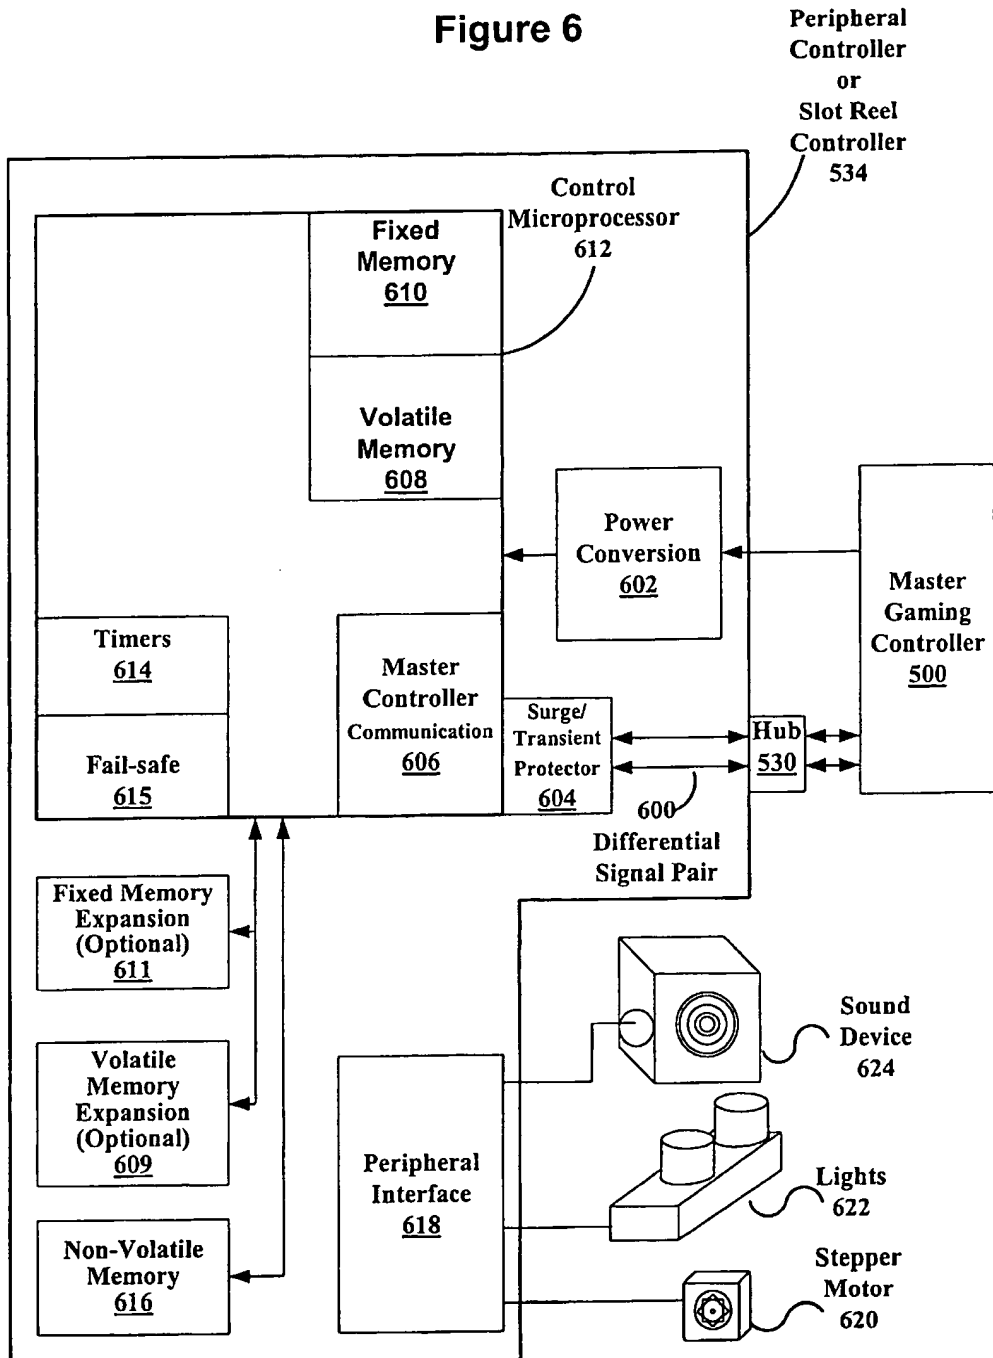 Figure 6
Peripheral
Controller
or
Slot Reel
Controller
534
Control
Microprocessor
612
Fixed
Memory
610
Volatile
Memory
608
Power
Conversion
602
Master
Gaming
Controller
500
Timers
614
Fail-safe
615
Master
Controller
Communication
606
Surge/
Transient
Protector
604
Hub
530
600
Differential
Signal Pair
Fixed Memory
Expansion
(Optional)
611
Volatile
Memory
Expansion
(Optional)
609
Non-Volatile
Memory
616
Peripheral
Interface
618
Sound
Device
624
Lights
622
Stepper
Motor
620